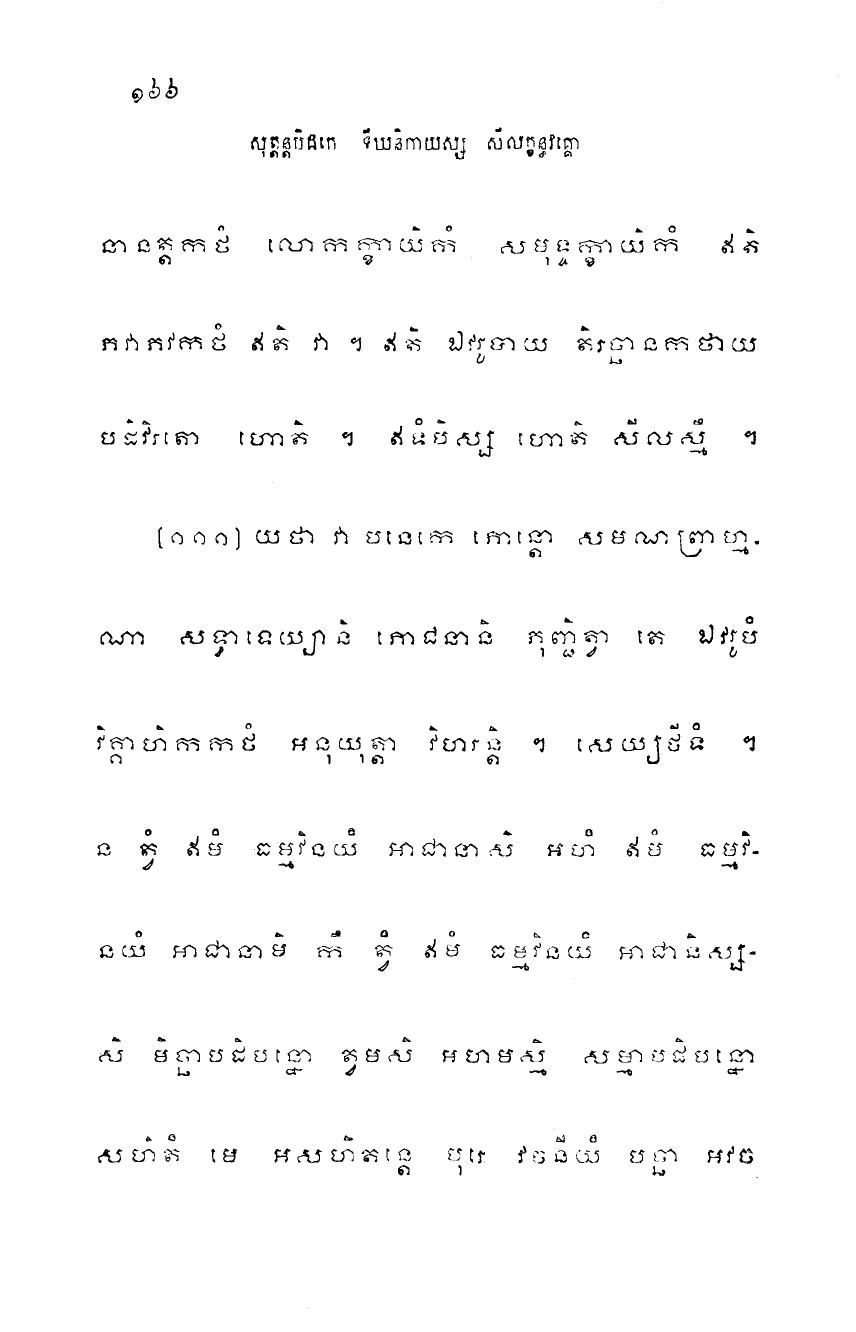 ១៦៦
សុត្តន្តបិដកេ ទីឃនិកាយស្ស សីលក្ខន្ធវគ្គោ
នានត្តកថំ លោកក្ខាយិកំ សមុទ្ទក្ខាយិកំ ឥតិ
ភវាភវកថំ ឥតិ វា ។ ឥតិ ឯវរូបាយ តិរច្ឆានកថាយ
បដិវិរតោ ហោតិ ។ ឥទំបិស្ស ហោតិ សីលស្មឹ ។
(១១១) យថា វា បនេកេ ភោន្តោ សមណព្រាហ្ម-
ណា សទ្ធាទេយ្យានិ ភោជនានិ ភុញ្ជិត្វា តេ ឯវរូបំ
វិគ្គាហិកកថំ អនុយុត្តា វិហរន្តិ ។ សេយ្យថីទំ ។
ន ត្វំ ឥមំ ធម្មវិនយំ អាជានាសិ អហំ ឥមំ ធម្មវិ-
នយំ អាជានាមិ កឹ ត្វំ ឥមំ ធម្មវិនយំ អាជានិស្ស-
សិ មិច្ឆាបដិបន្នោ ត្វមសិ អហមស្មិ សម្មាបដិបន្នោ
សហិតំ មេ អសហិតន្តេ បុរេ វចនីយំ បច្ឆា អវច